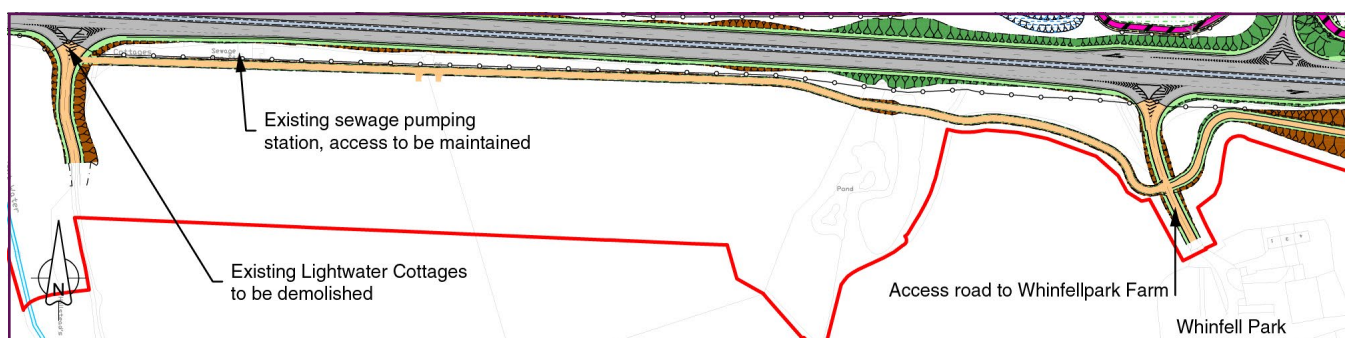 Cottages
Sewage
Existing sewage pumping
station, access to be maintained
Pond
Existing Lightwater Cottages
to be demolished
Access road to Whinfellpark Farm
Whinfell Park
N